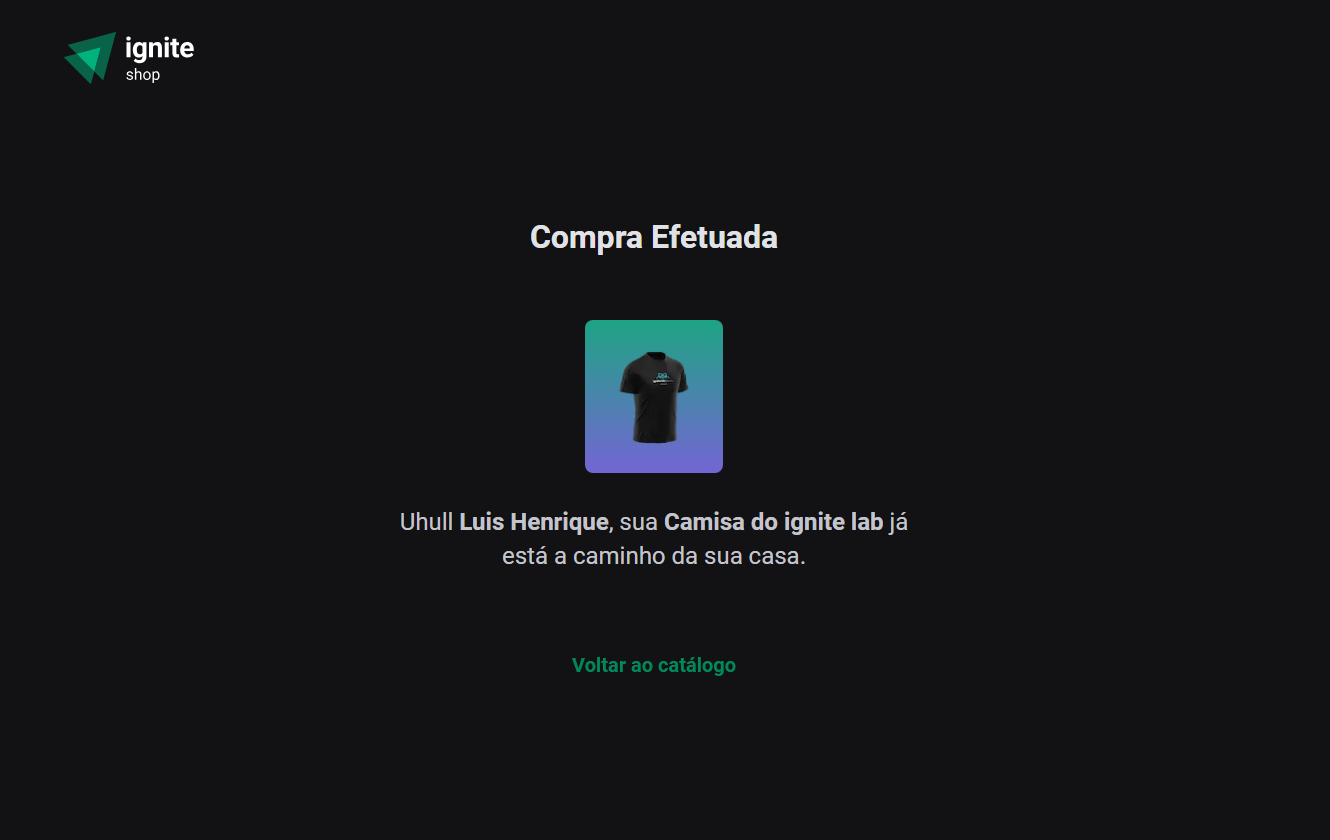 ignite
shop
Compra Efetuada
Uhull Luis Henrique, sua Camisa do ignite lab já
está a caminho da sua casa.
Voltar ao catálogo